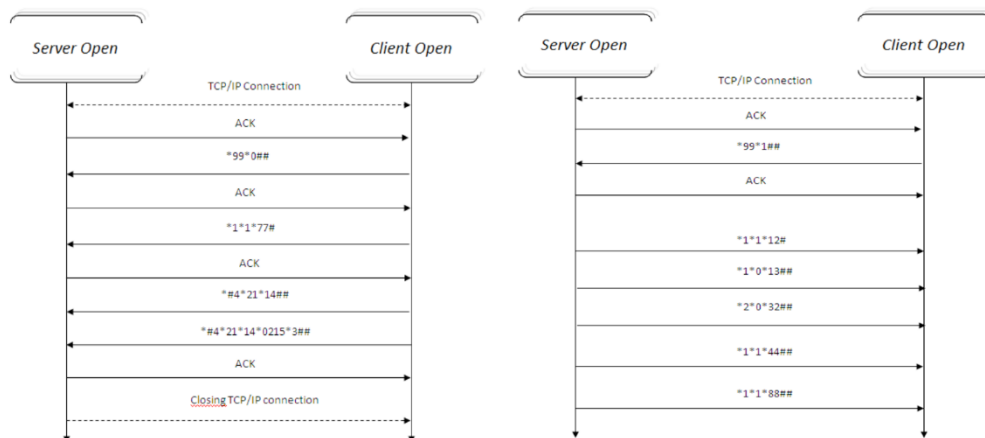 Server Open
Client Open
TCP/IP Connection
ACK
*99*0##
ACK
*1*1*77#
ACK
*#4*21*14##
*#4*21*14*0215*3##
ACK
Closing TCP/IP connection
Server Open
Client Open
TCP/IP Connection
ACK
*99*1##
ACK
*1*1*12#
*1*0*13##
*2*0*32##
*1*1*44##
*1*1*88##